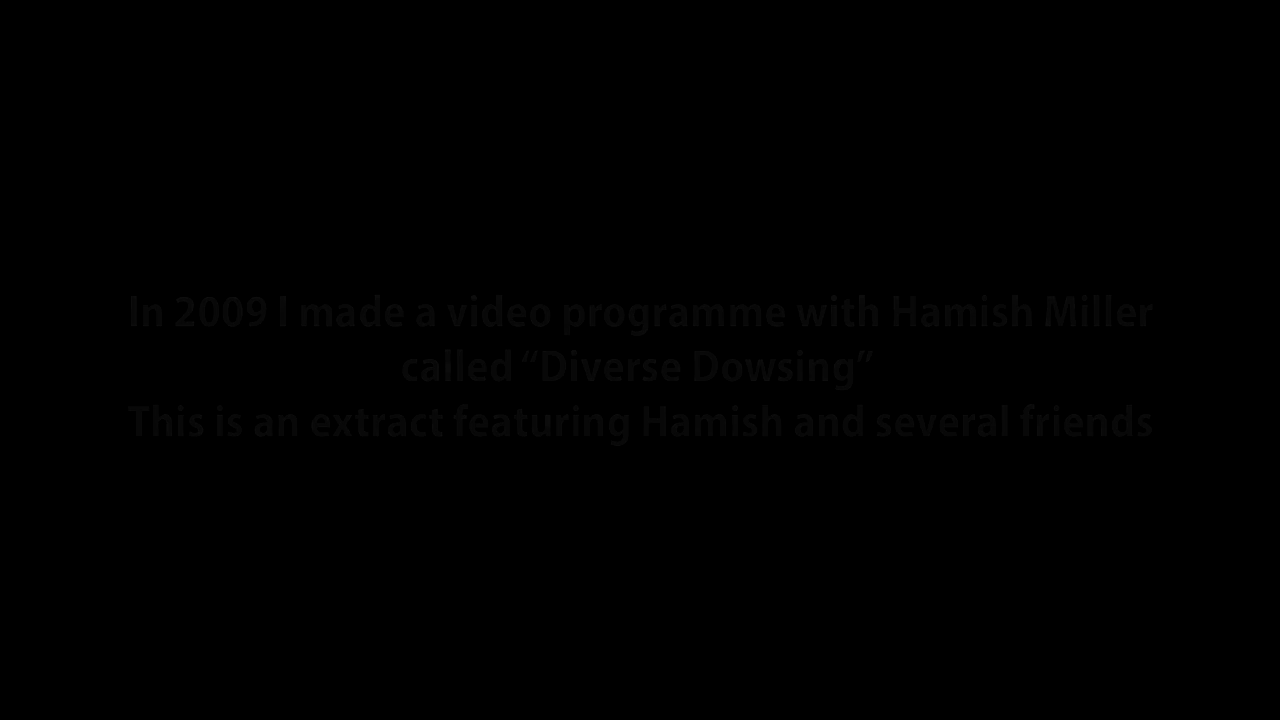 In 2009 I made a video programme with Hamish Miller
called “Diverse Dowsing”
This is an extract featuring Hamish and several friends